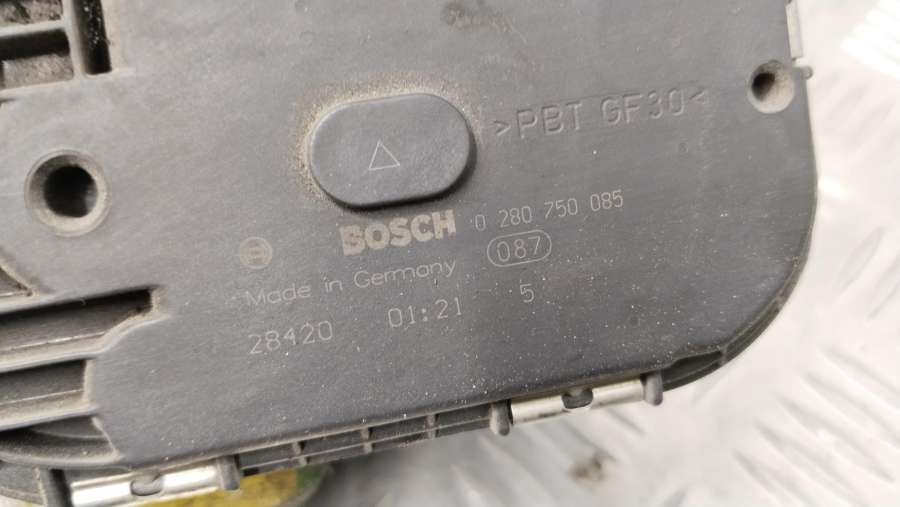 >PBT GF30<
BOSCH 0 280 750 085
Made in Germany 087
28420 01:21 5